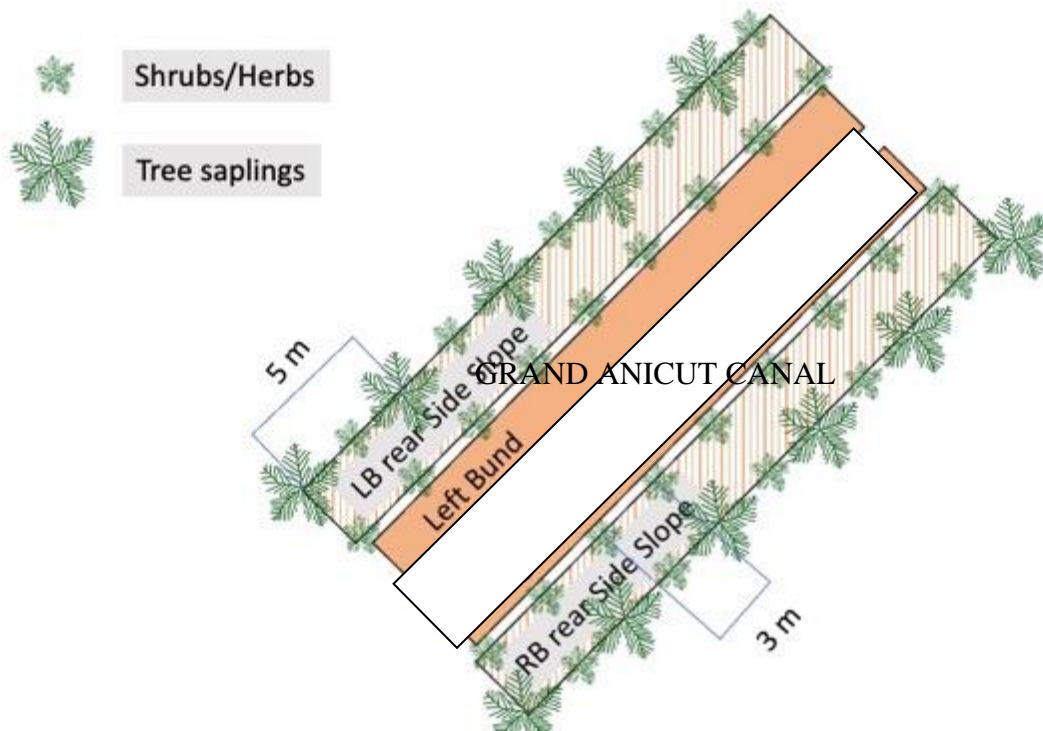 Shrubs/Herbs
Tree saplings
5 m
LB rear Side Slope
GRAND ANICUT CANAL
Left Bund
RB rear Side Slope
3 m